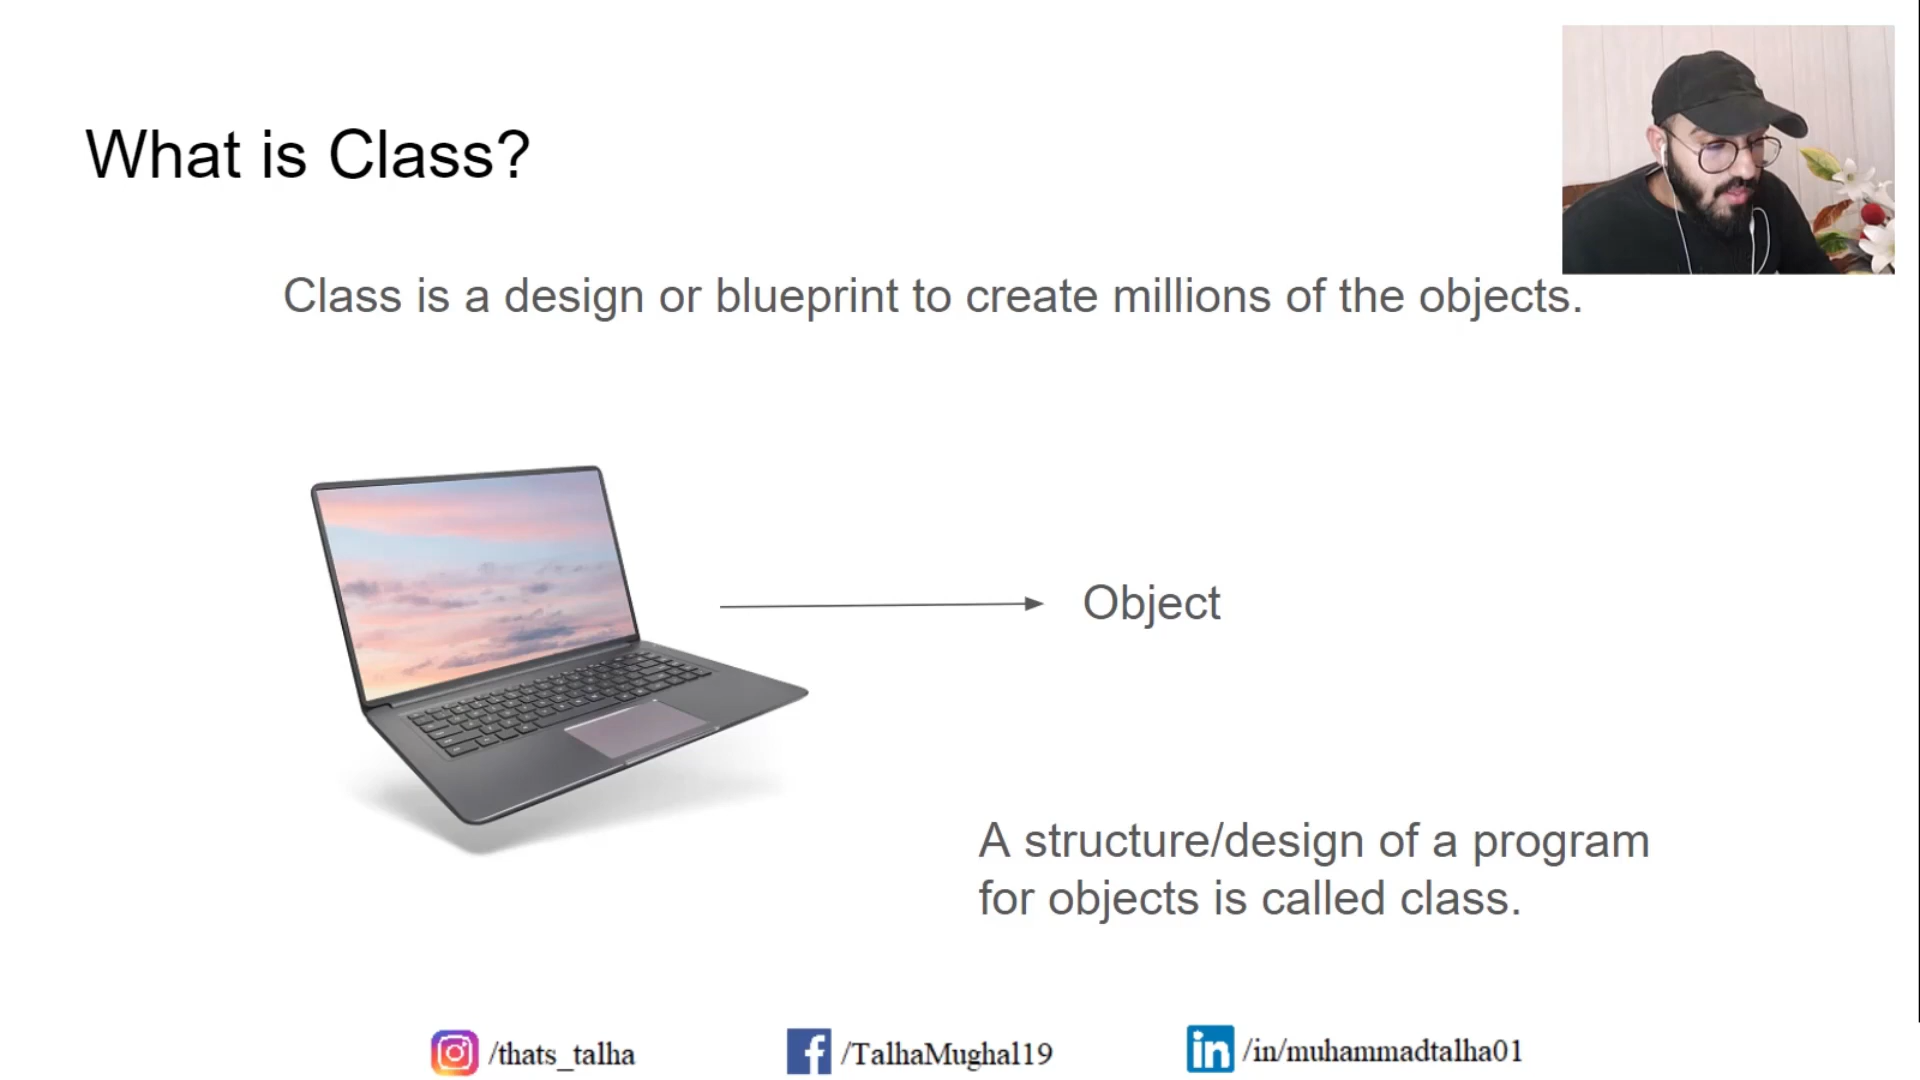 What is Class?
Class is a design or blueprint to create millions of the objects.
Object
A structure/design of a program
for objects is called class.
/thats_talha
/TalhaMughal19
/in/muhammadtalha01